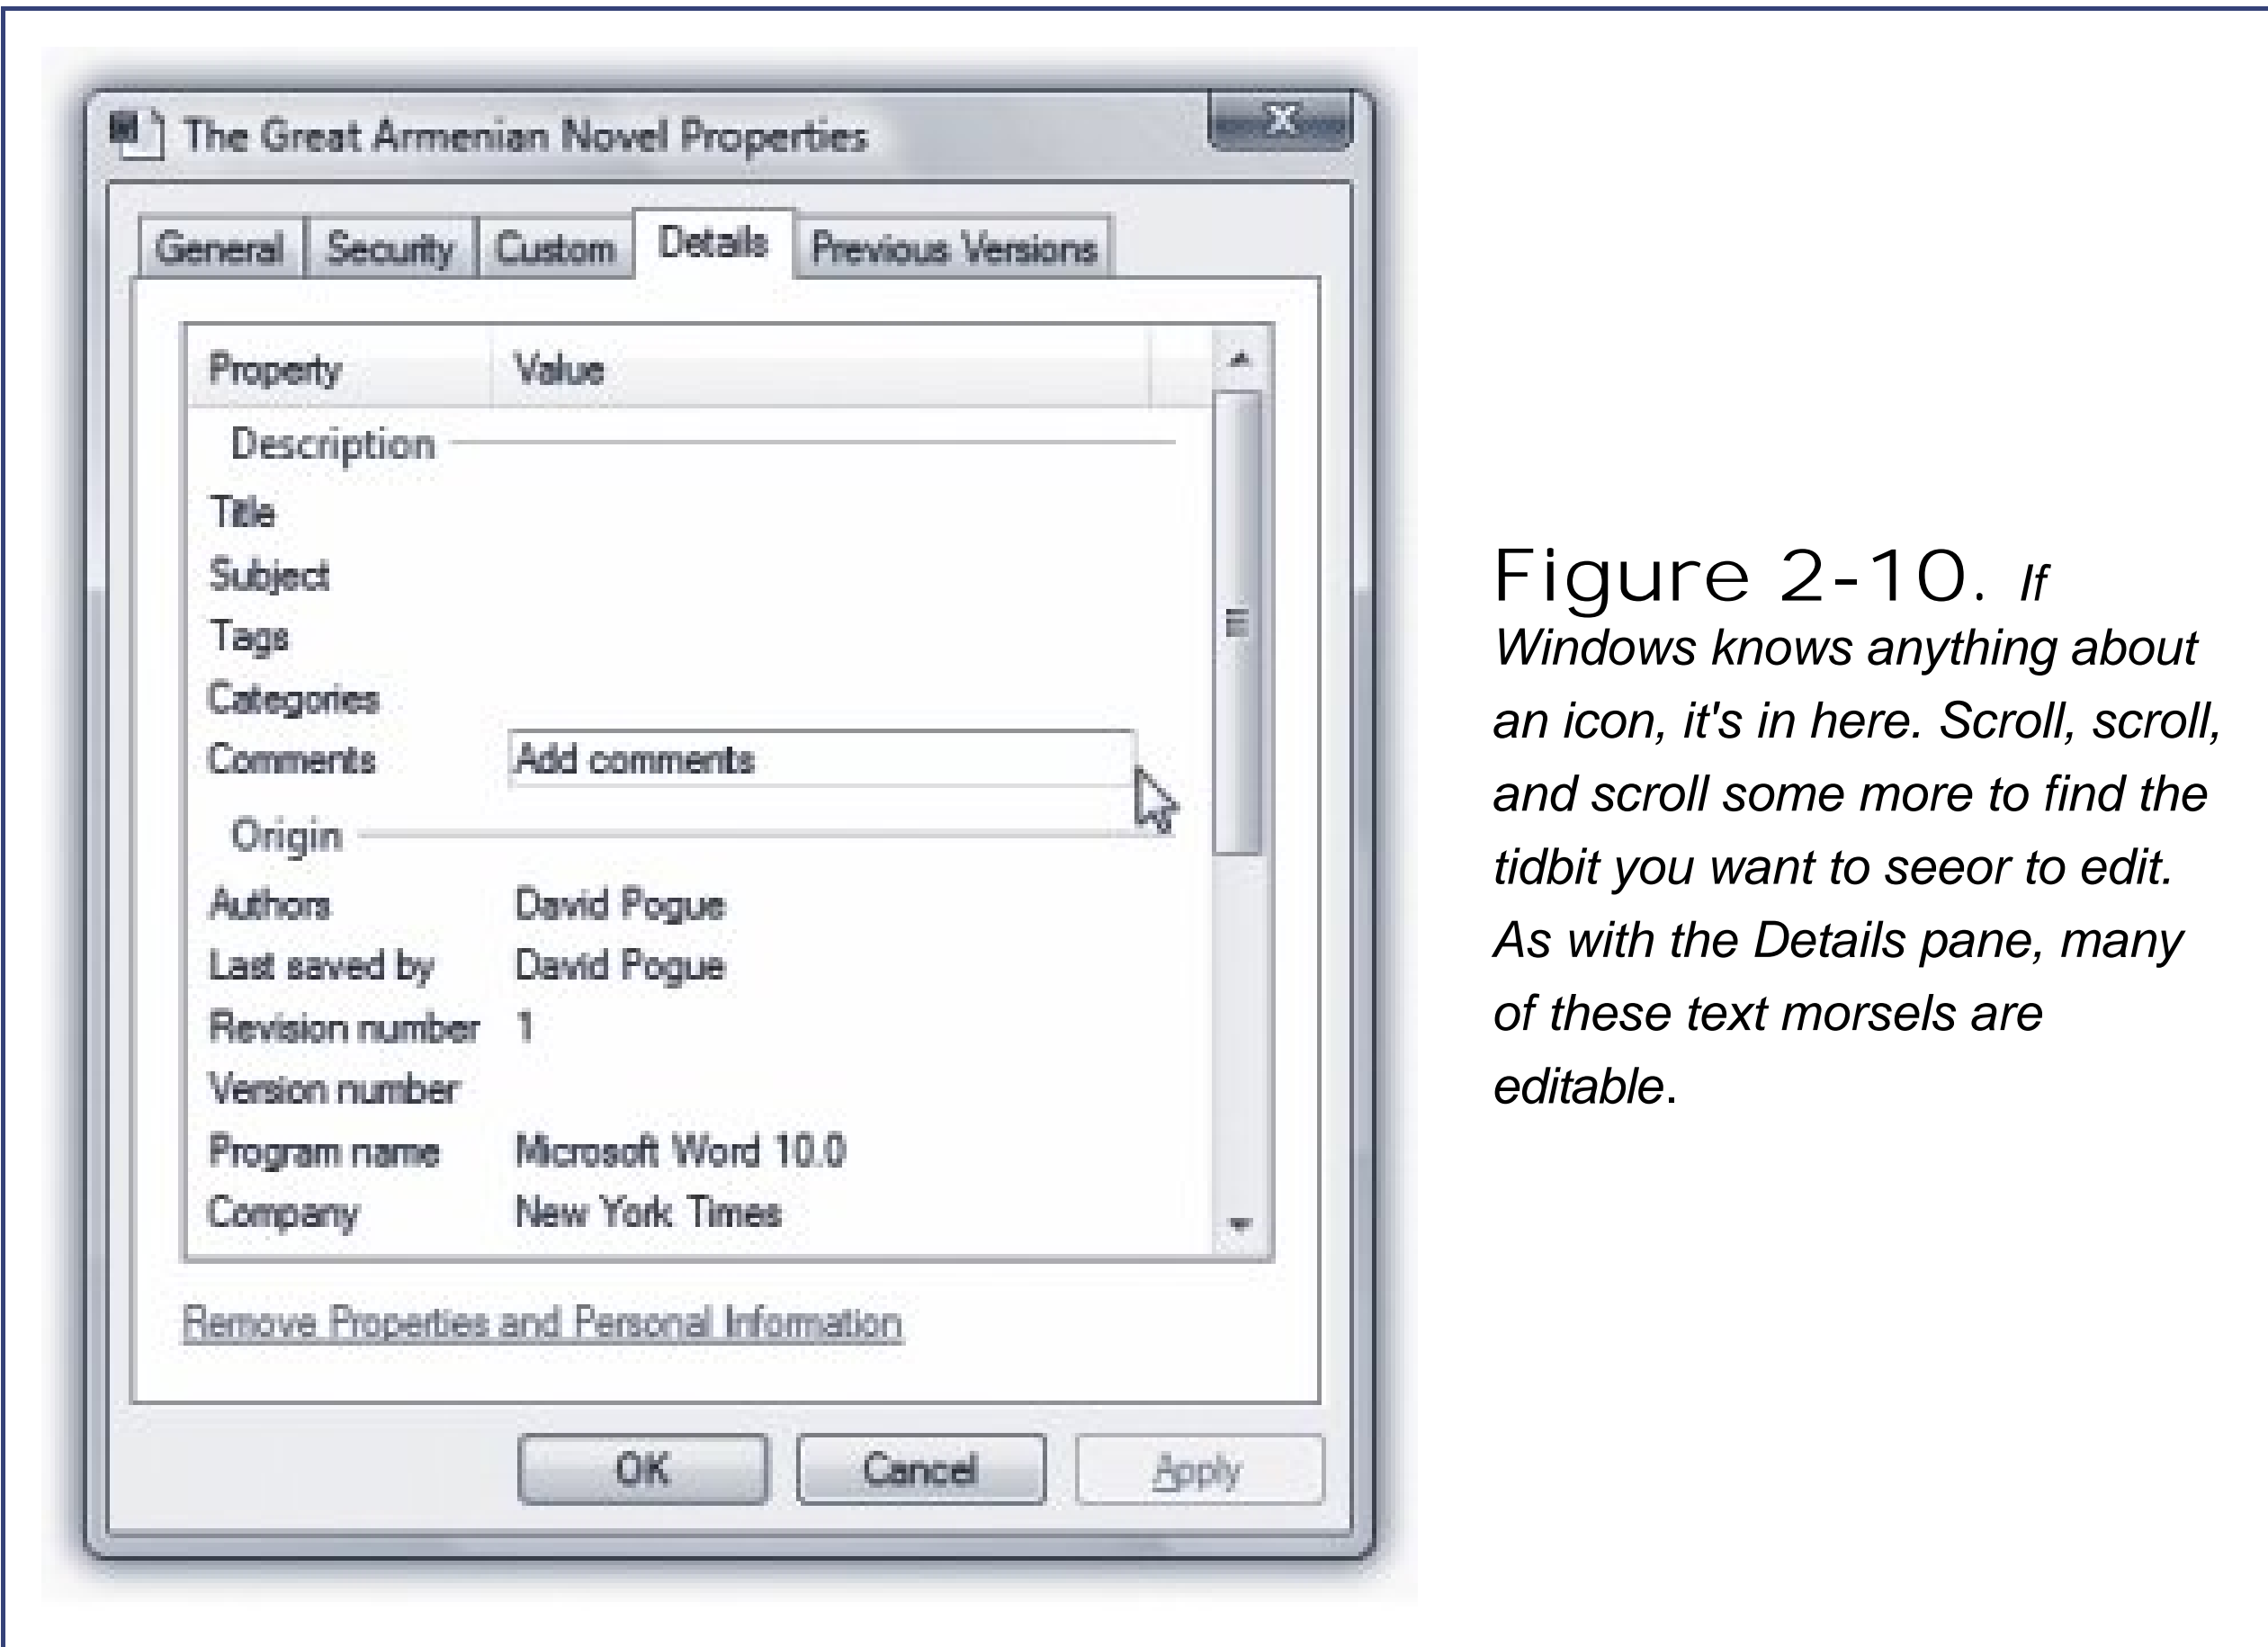 The Great Armenian Novel Properties
X
General Security Custom Details Previous Versions
Property Value
Description
Title
Subject
Tags
Categories
Comments Add comments
Origin
Authors David Pogue
Last saved by David Pogue
Revision number 1
Version number
Program name Microsoft Word 10.0
Company New York Times
Remove Properties and Personal Information
OK Cancel Apply
Figure 2-10. If
Windows knows anything about
an icon, it's in here. Scroll, scroll,
and scroll some more to find the
tidbit you want to seeor to edit.
As with the Details pane, many
of these text morsels are
editable.